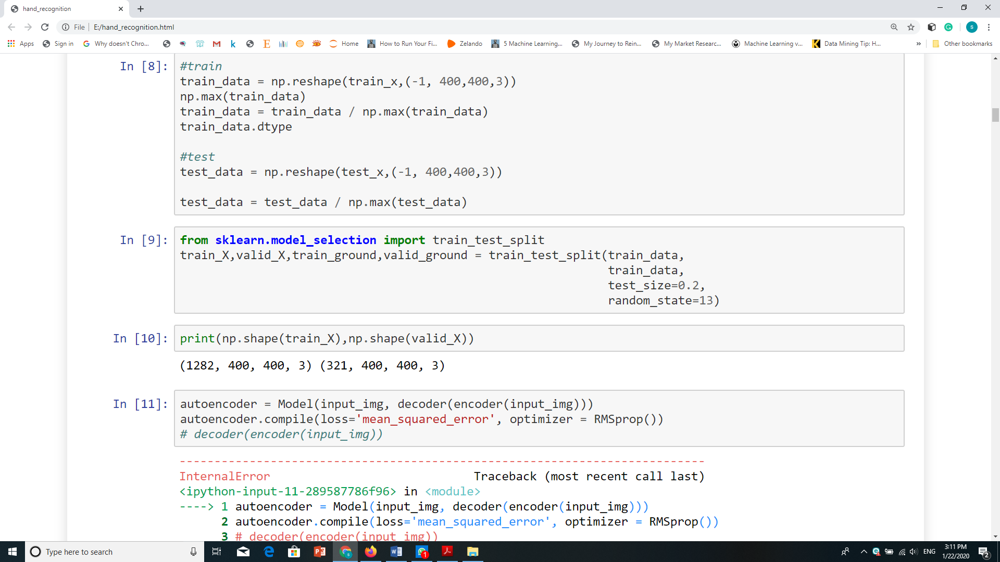 hand_recognition
File
E:/hand_recognition.html
s
Apps
Sign in
Why doesn't Chro...
Home
How to Run Your Fi...
Zelando
5 Machine Learning...
My Journey to Rein...
My Market Researc...
Machine Learning v...
Data Mining Tip: H...
»
Other bookmarks
In [8]:
#train
train_data = np.reshape(train_x,(-1, 400,400,3))
np.max(train_data)
train_data = train_data / np.max(train_data)
train_data.dtype
#test
test_data = np.reshape(test_x,(-1, 400,400,3))
test_data = test_data / np.max(test_data)
In [9]:
from sklearn.model_selection import train_test_split
train_X,valid_X,train_ground,valid_ground = train_test_split(train_data,
train_data,
test_size=0.2,
random_state=13)
In [10]:
print(np.shape(train_X),np.shape(valid_X))
(1282, 400, 400, 3) (321, 400, 400, 3)
In [11]:
autoencoder = Model(input_img, decoder(encoder(input_img)))
autoencoder.compile(loss='mean_squared_error', optimizer = RMSprop())
# decoder(encoder(input_img))
---------------------------------------------------------------------------
InternalError Traceback (most recent call last)
<ipython-input-11-289587786f96> in <module>
----> 1 autoencoder = Model(input_img, decoder(encoder(input_img)))
2 autoencoder.compile(loss='mean_squared_error', optimizer = RMSprop())
3 # decoder(encoder(input_img))
Type here to search
1
ENG
3:11 PM
1/22/2020
2